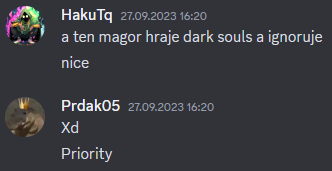 HakuTq 27.09.2023 16:20
a ten magor hraje dark souls a ignoruje
nice
Prdak05 27.09.2023 16:20
Xd
Priority